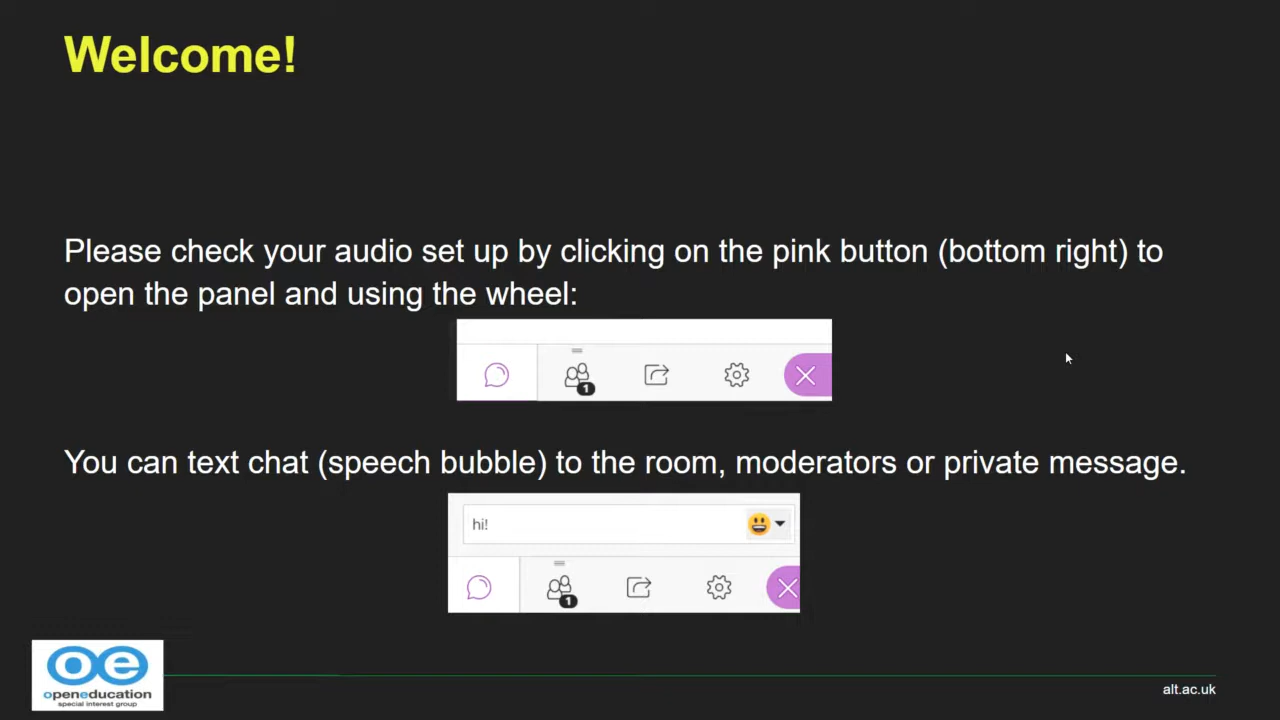 Welcome!
Please check your audio set up by clicking on the pink button (bottom right) to
open the panel and using the wheel:
1
You can text chat (speech bubble) to the room, moderators or private message.
hi!
1
oe
openeducation
special interest group
alt.ac.uk